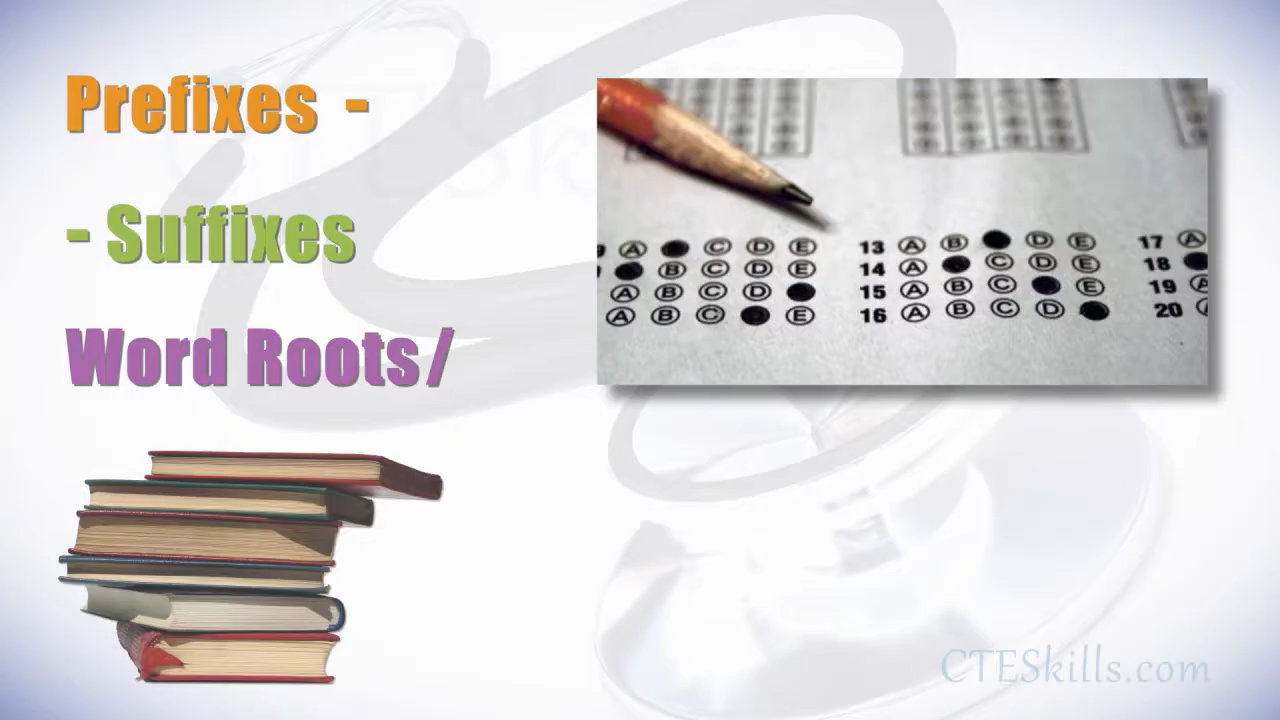 Prefixes -
- Suffixes
Word Roots/
A B C D E
A B C D E
A B C D E
A B C D E
13 A B C D E
14 A B C D E
15 A B C D E
16 A B C D E
17 A
18
19
20
CTESkills.com